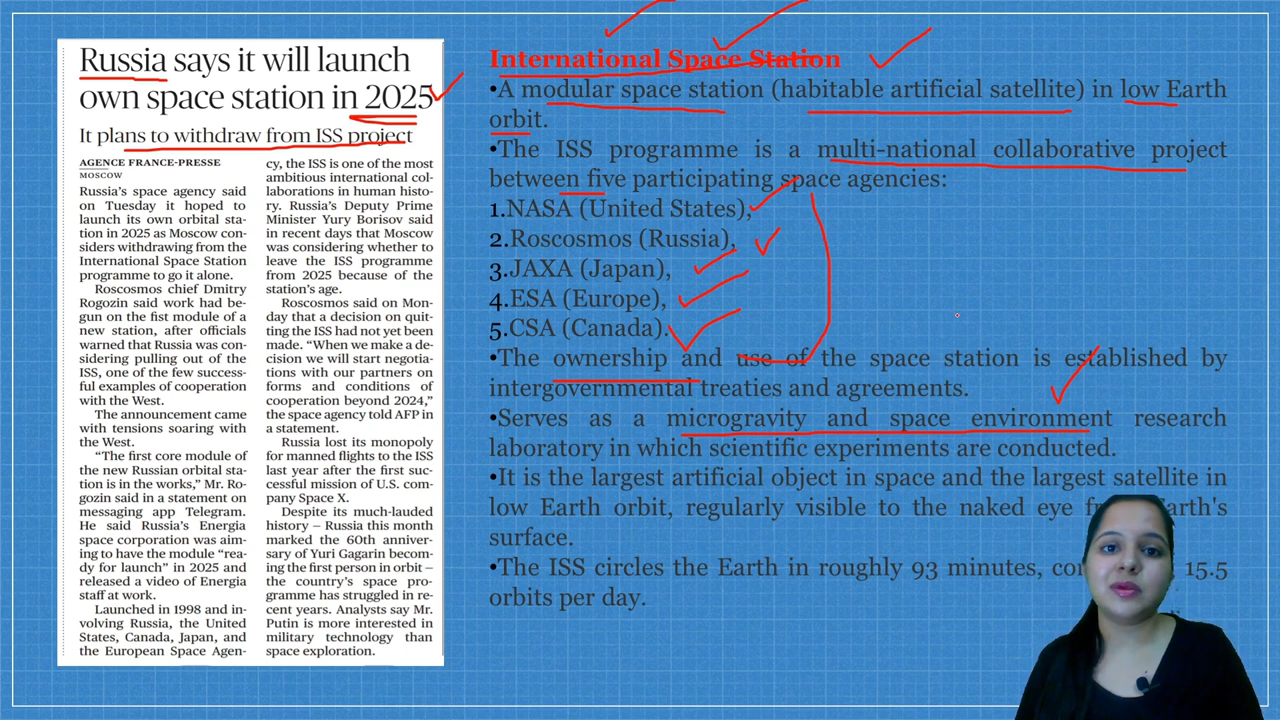 Russia says it will launch
own space station in 2025
It plans to withdraw from ISS project
AGENCE FRANCE-PRESSE
MOSCOW
Russia's space agency said
on Tuesday it hoped to
launch its own orbital sta-
tion in 2025 as Moscow con-
siders withdrawing from the
International Space Station
programme to go it alone.
Roscosmos chief Dmitry
Rogozin said work had be-
gun on the fist module of a
new station, after officials
warned that Russia was con-
sidering pulling out of the
ISS, one of the few success-
ful examples of cooperation
with the West.
The announcement came
with tensions soaring with
the West.
"The first core module of
the new Russian orbital sta-
tion is in the works," Mr. Ro-
gozin said in a statement on
messaging app Telegram.
He said Russia's Energia
space corporation was aim-
ing to have the module "rea-
dy for launch" in 2025 and
released a video of Energia
staff at work.
Launched in 1998 and in-
volving Russia, the United
States, Canada, Japan, and
the European Space Agen-
cy, the ISS is one of the most
ambitious international col-
laborations in human histo-
ry. Russia's Deputy Prime
Minister Yury Borisov said
in recent days that Moscow
was considering whether to
leave the ISS programme
from 2025 because of the
station's age.
Roscosmos said on Mon-
day that a decision on quit-
ting the ISS had not yet been
made. "When we make a de-
cision we will start negotia-
tions with our partners on
forms and conditions of
cooperation beyond 2024,"
the space agency told AFP in
a statement.
Russia lost its monopoly
for manned flights to the ISS
last year after the first suc-
cessful mission of U.S. com-
pany Space X.
Despite its much-lauded
history – Russia this month
marked the 60th anniver-
sary of Yuri Gagarin becom-
ing the first person in orbit –
the country's space pro-
gramme has struggled in re-
cent years. Analysts say Mr.
Putin is more interested in
military technology than
space exploration.
International Space Station
•A modular space station (habitable artificial satellite) in low Earth
orbit.
•The ISS programme is a multi-national collaborative project
between five participating space agencies:
1.NASA (United States),
2.Roscosmos (Russia),
3.JAXA (Japan),
4.ESA (Europe),
5.CSA (Canada).
•The ownership and use of the space station is established by
intergovernmental treaties and agreements.
•Serves as a microgravity and space environment research
laboratory in which scientific experiments are conducted.
•It is the largest artificial object in space and the largest satellite in
low Earth orbit, regularly visible to the naked eye Earth's
surface.
•The ISS circles the Earth in roughly 93 minutes, 15.5
orbits per day.